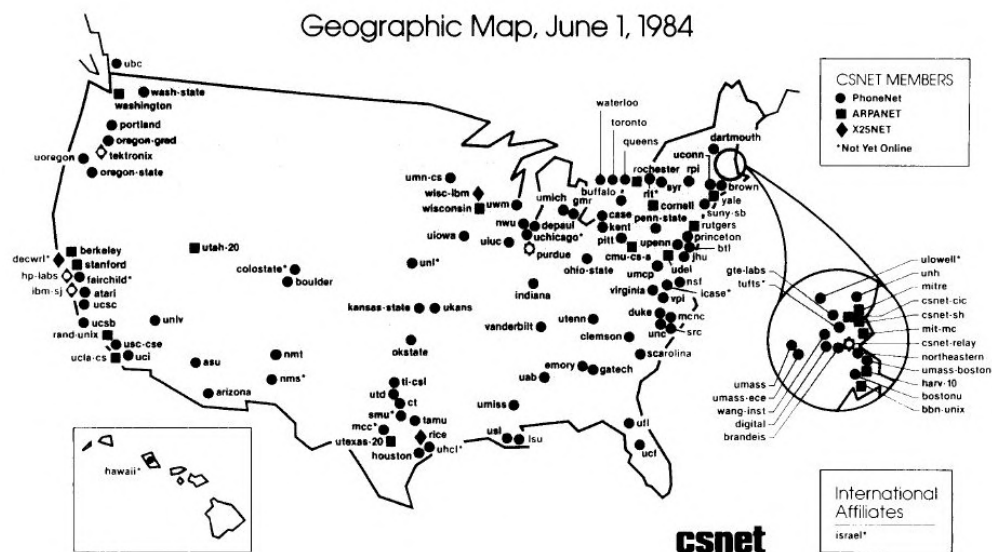 Geographic Map, June 1, 1984
CSNET MEMBERS
PhoneNet
ARPANET
X25NET
*Not Yet Online
ubc
wash-state
washington
portland
oregon-grad
tektronix
uoregon
oregon-state
berkeley
decwrl*
stanford
hp-labs
fairchild*
ibm-sj
atari
ucsc
ucsb
rand-unix
usc-cse
ucla-cs
uci
utah-20
colostate*
boulder
univ
asu
arizona
nmt
nms*
umn-cs
wisc-ibm
wisconsin
uwm
uiowa
nwu
depaul
uchicago*
uiuc
purdue
unl*
kansas-state
ukans
okstate
indiana
vanderbilt
utenn
ti-csl
utd
ct
smu*
tamu
mcc*
rice
utexas-20
uhcl*
houston
usl
lsu
umiss
uab
emory
gatech
clemson
scarolina
ufl
ucf
waterloo
toronto
queens
rochester
rpi
dartmouth
uconn
buffalo
rit*
syr
brown
yale
umich
gmr
cornell
suny-sb
case
penn-state
rutgers
kent
princeton
pitt
upenn
btl
cmu-cs-a
jhu
ohio-state
udel
umcp
nsf
virginia
icase*
vpi
duke
mcnc
unc
src
gte-labs
tufts*
ulowell*
unh
mitre
csnet-cic
csnet-sh
mit-mc
csnet-relay
northeastern
umass-boston
harv-10
bostonu
bbn-unix
umass
umass-ece
wang-inst
digital
brandeis
hawaii*
International
Affiliates
israel*
csnet